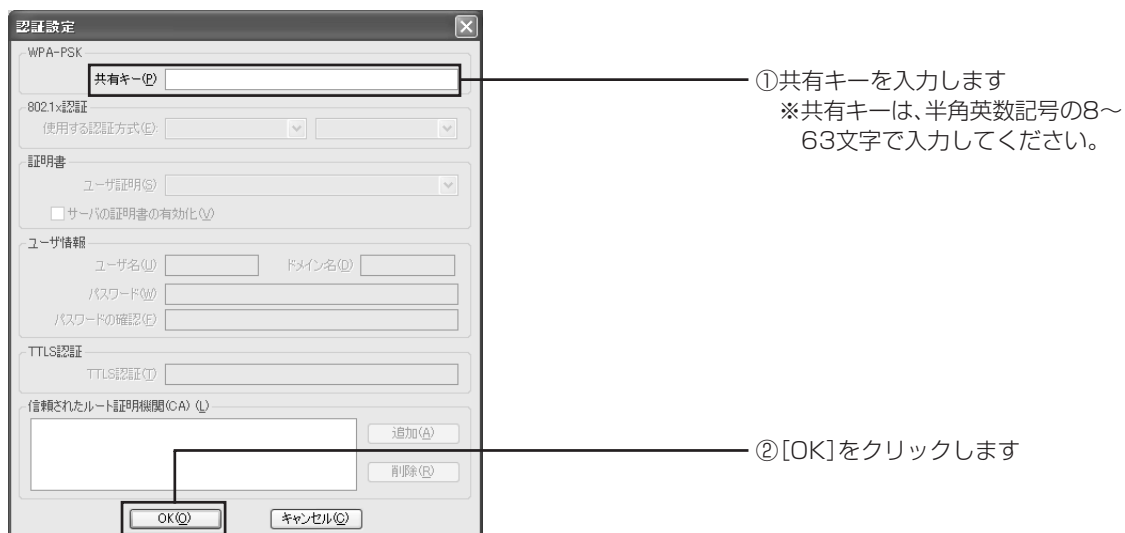 認証設定
WPA-PSK
共有キー(P)
802.1x認証
使用する認証方式(E):
証明書
ユーザ証明(S)
サーバの証明書の有効化(V)
ユーザ情報
ユーザ名(U)
ドメイン名(D)
パスワード(W)
パスワードの確認(F)
TTLS認証
TTLS認証(T)
信頼されたルート証明機関(CA) (L)
追加(A)
削除(R)
OK(O)
キャンセル(C)
①共有キーを入力します
※共有キーは、半角英数記号の8～
63文字で入力してください。
②[OK]をクリックします